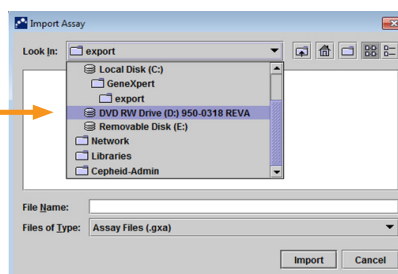 Import Assay
Look In: export
Local Disk (C:)
GeneXpert
export
DVD RW Drive (D:) 950-0318 REVA
Removable Disk (E:)
Network
Libraries
Cepheid-Admin
File Name:
Files of Type: Assay Files (.gxa)
Import Cancel